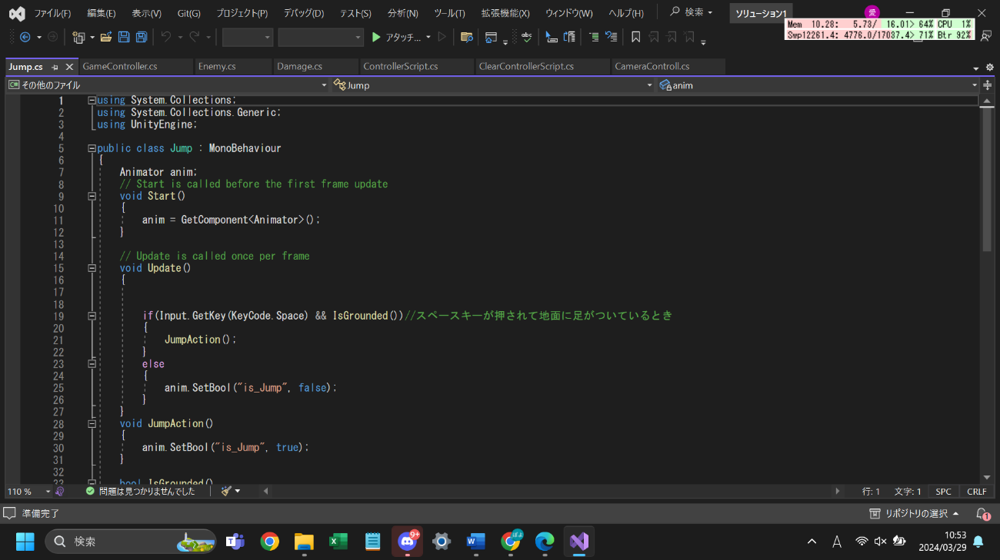 ファイル(F) 編集(E) 表示(V) Git(G) プロジェクト(P) デバッグ(D) テスト(S) 分析(N) ツール(T) 拡張機能(X) ウィンドウ(W) ヘルプ(H) 検索 ソリューション1 愛
Mem 10.28: 5.73/ 16.01> 64% CPU 1%
Swp12261.4: 4776.0/17037.4> 71% Btr 92%
アタッチ... abc
Jump.cs GameController.cs Enemy.cs Damage.cs ControllerScript.cs ClearControllerScript.cs CameraControll.cs
C# その他のファイル Jump anim
1 using System.Collections;
2 using System.Collections.Generic;
3 using UnityEngine;
4
5 public class Jump : MonoBehaviour
6 {
7 Animator anim;
8 // Start is called before the first frame update
9 void Start()
10 {
11 anim = GetComponent<Animator>();
12 }
13
14 // Update is called once per frame
15 void Update()
16 {
17
18
19 if(Input.GetKey(KeyCode.Space) && IsGrounded())//スペースキーが押されて地面に足がついているとき
20 {
21 JumpAction();
22 }
23 else
24 {
25 anim.SetBool("is_Jump", false);
26 }
27 }
28 void JumpAction()
29 {
30 anim.SetBool("is_Jump", true);
31 }
32
33 bool IsGrounded()
110 % 問題は見つかりませんでした 行: 1 文字: 1 SPC CRLF
準備完了 リポジトリの選択 1
検索 9+ ぽよ A 10:53
2024/03/29